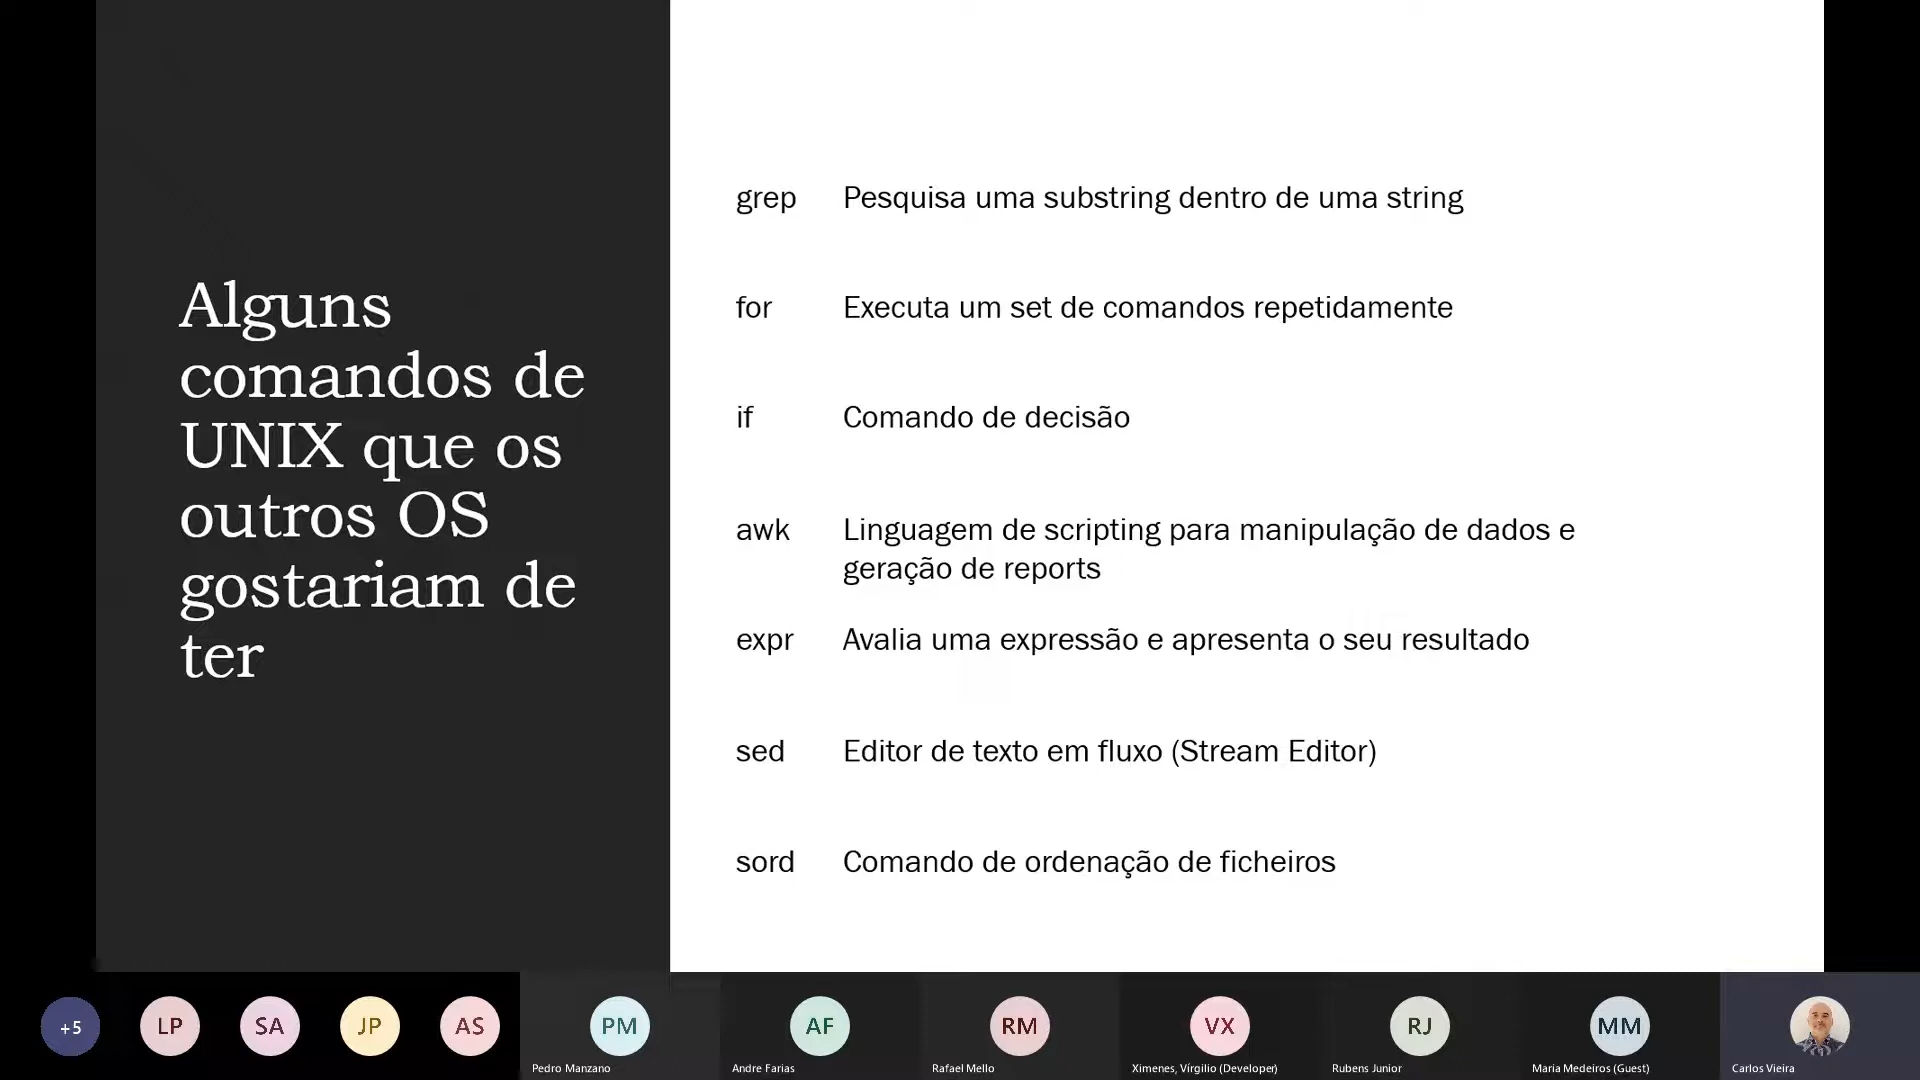 Alguns
comandos de
UNIX que os
outros OS
gostariam de
ter
grep Pesquisa uma substring dentro de uma string
for Executa um set de comandos repetidamente
if Comando de decisão
awk Linguagem de scripting para manipulação de dados e
geração de reports
expr Avalia uma expressão e apresenta o seu resultado
sed Editor de texto em fluxo (Stream Editor)
sord Comando de ordenação de ficheiros
+5 LP SA JP AS PM AF RM VX RJ MM
Pedro Manzano Andre Farias Rafael Mello Ximenes, Vírgilio (Developer) Rubens Junior Maria Medeiros (Guest) Carlos Vieira